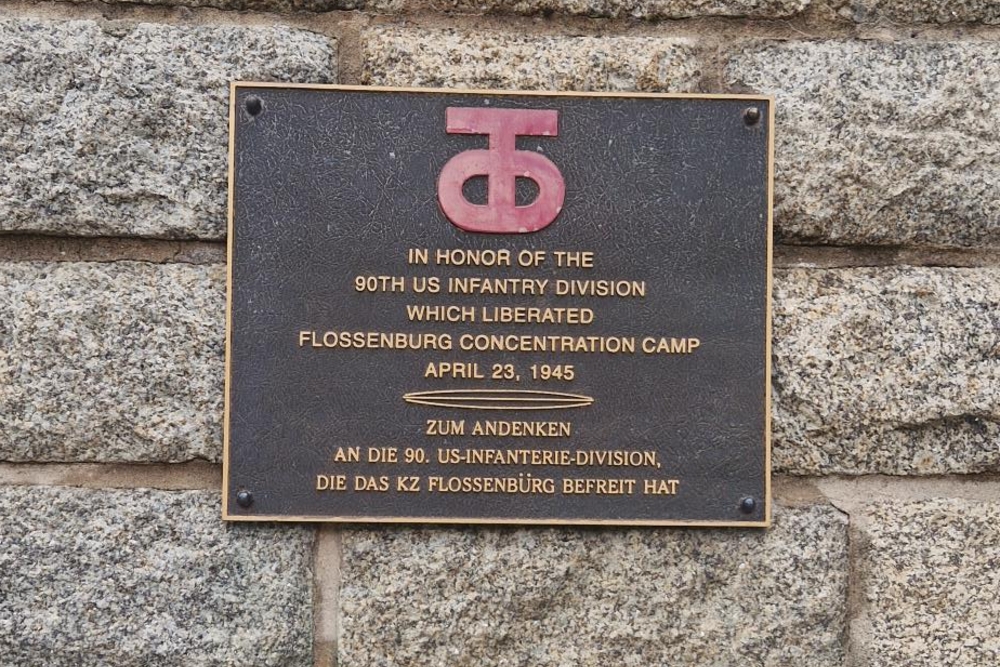 IN HONOR OF THE
90TH US INFANTRY DIVISION
WHICH LIBERATED
FLOSSENBURG CONCENTRATION CAMP
APRIL 23, 1945
ZUM ANDENKEN
AN DIE 90. US-INFANTERIE-DIVISION,
DIE DAS KZ FLOSSENBÜRG BEFREIT HAT